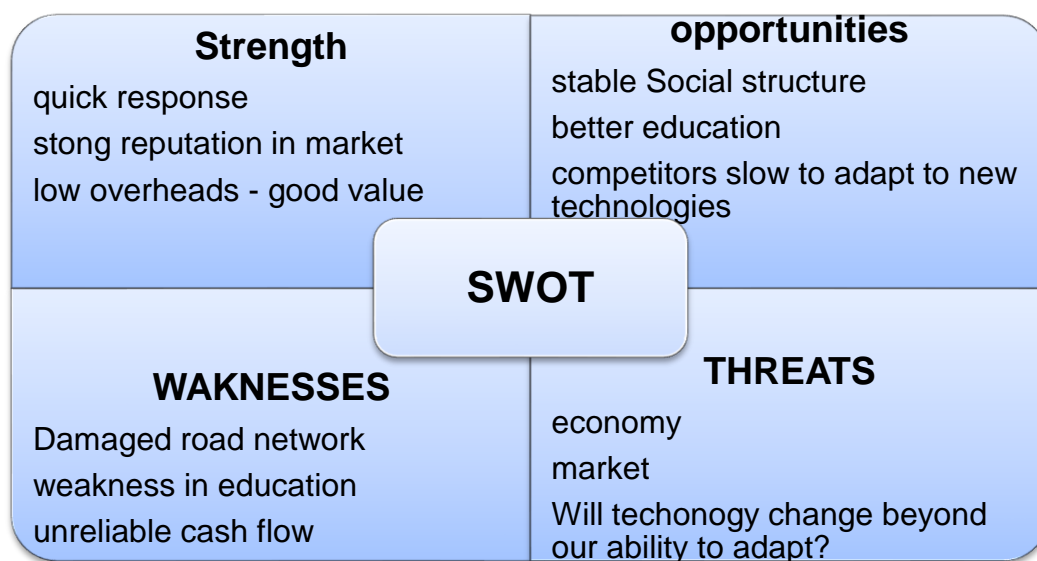 Strength
quick response
stong reputation in market
low overheads - good value
opportunities
stable Social structure
better education
competitors slow to adapt to new
technologies
SWOT
WAKNESSES
Damaged road network
weakness in education
unreliable cash flow
THREATS
economy
market
Will techonogy change beyond
our ability to adapt?